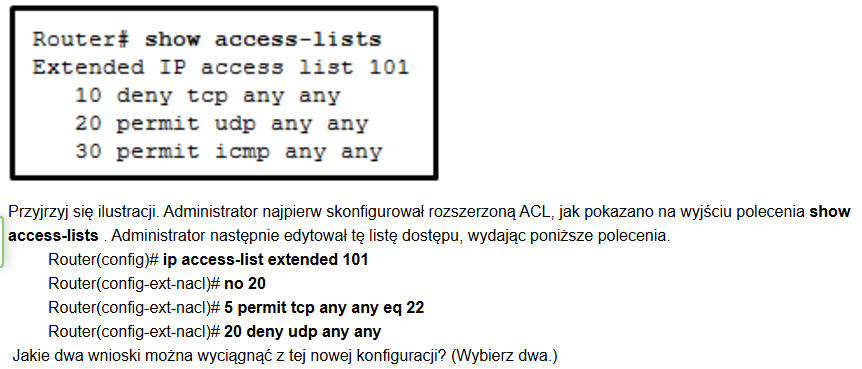 Router# show access-lists
Extended IP access list 101
10 deny tcp any any
20 permit udp any any
30 permit icmp any any
Przyjrzyj się ilustracji. Administrator najpierw skonfigurował rozszerzoną ACL, jak pokazano na wyjściu polecenia show
access-lists . Administrator następnie edytował tę listę dostępu, wydając poniższe polecenia.
Router(config)# ip access-list extended 101
Router(config-ext-nacl)# no 20
Router(config-ext-nacl)# 5 permit tcp any any eq 22
Router(config-ext-nacl)# 20 deny udp any any
Jakie dwa wnioski można wyciągnąć z tej nowej konfiguracji? (Wybierz dwa.)